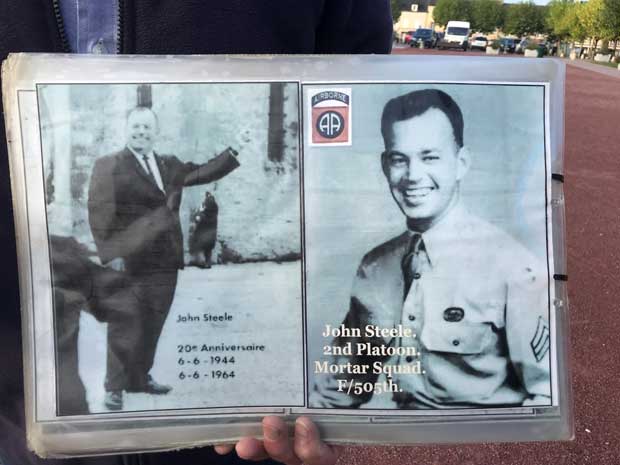 John Steele
20e Anniversaire
6-6-1944
6-6-1964
AIRBORNE
AA
John Steele.
2nd Platoon.
Mortar Squad.
F/505th.